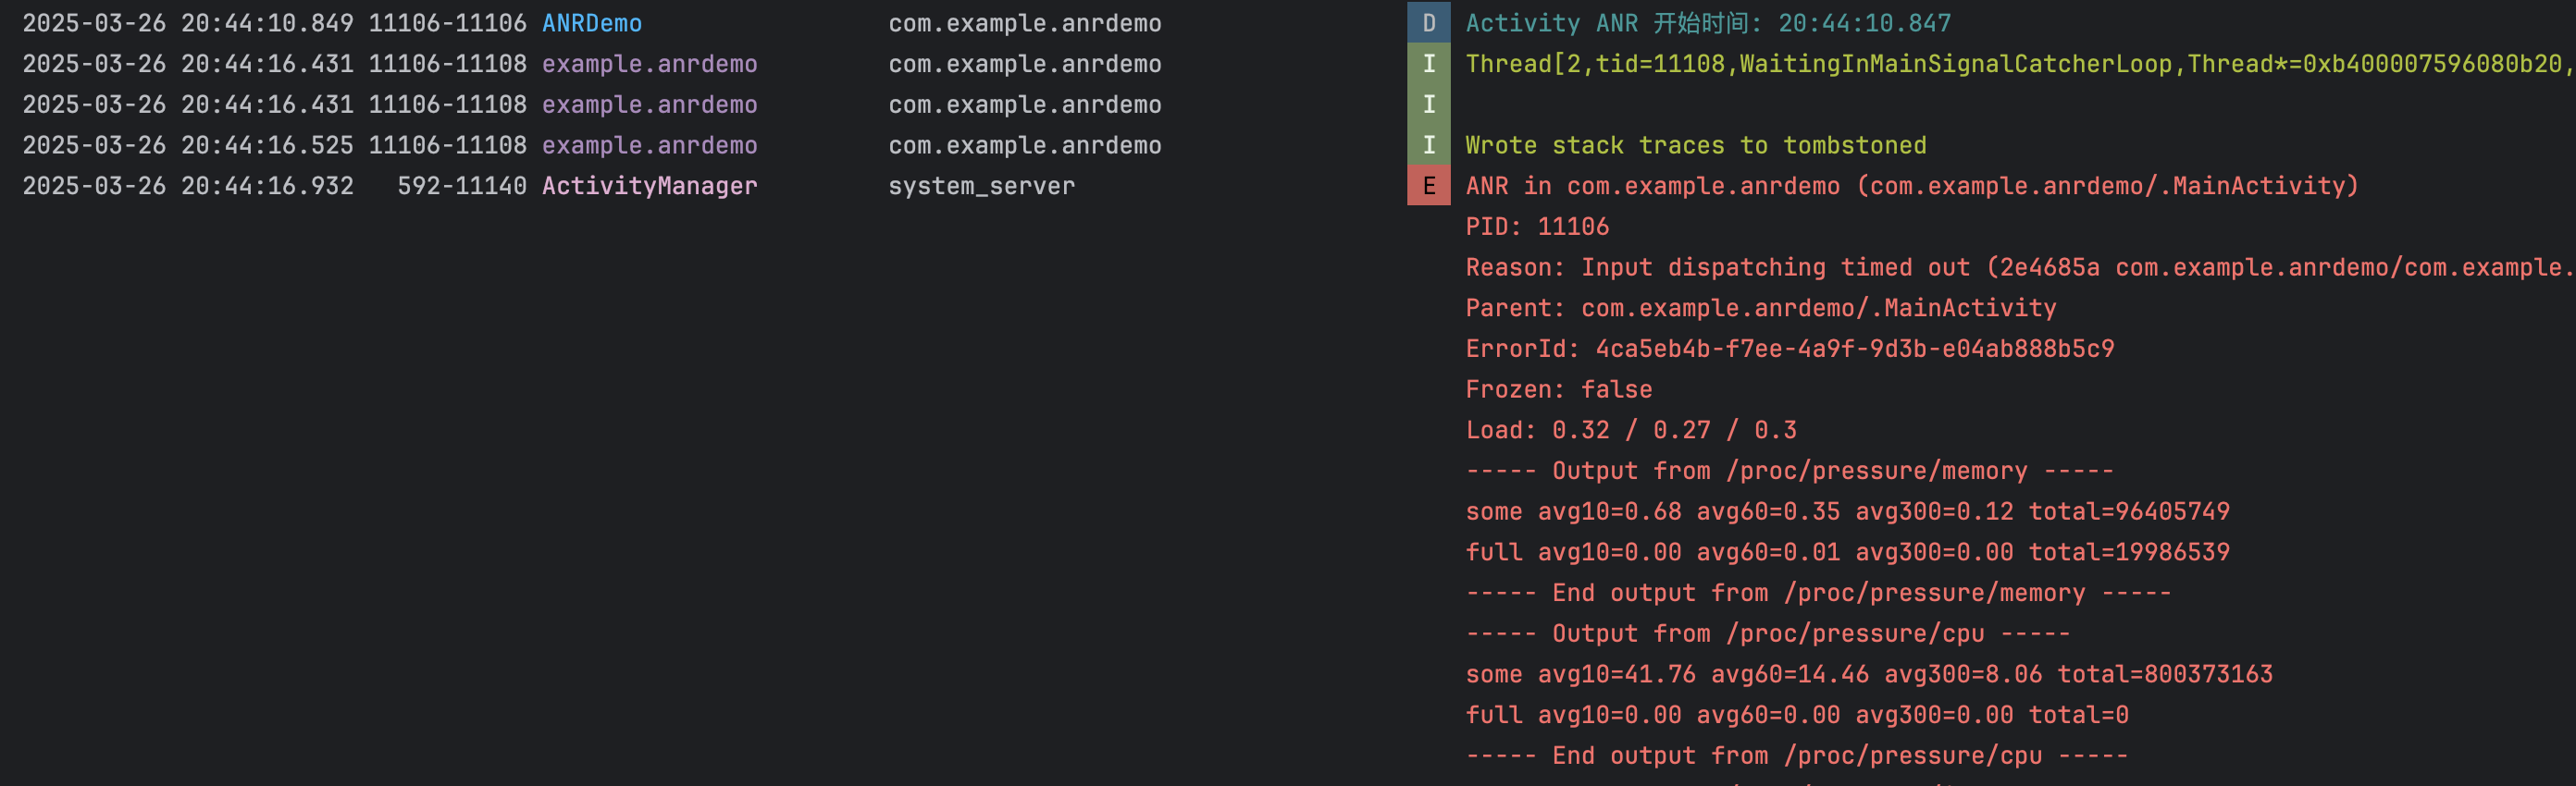 2025-03-26 20:44:10.849 11106-11106 ANRDemo com.example.anrdemo D Activity ANR 开始时间: 20:44:10.847
2025-03-26 20:44:16.431 11106-11108 example.anrdemo com.example.anrdemo I Thread[2,tid=11108,WaitingInMainSignalCatcherLoop,Thread*=0xb400007596080b20,
2025-03-26 20:44:16.431 11106-11108 example.anrdemo com.example.anrdemo I
2025-03-26 20:44:16.525 11106-11108 example.anrdemo com.example.anrdemo I Wrote stack traces to tombstoned
2025-03-26 20:44:16.932 592-11140 ActivityManager system_server E ANR in com.example.anrdemo (com.example.anrdemo/.MainActivity)
PID: 11106
Reason: Input dispatching timed out (2e4685a com.example.anrdemo/com.example.
Parent: com.example.anrdemo/.MainActivity
ErrorId: 4ca5eb4b-f7ee-4a9f-9d3b-e04ab888b5c9
Frozen: false
Load: 0.32 / 0.27 / 0.3
----- Output from /proc/pressure/memory -----
some avg10=0.68 avg60=0.35 avg300=0.12 total=96405749
full avg10=0.00 avg60=0.01 avg300=0.00 total=19986539
----- End output from /proc/pressure/memory -----
----- Output from /proc/pressure/cpu -----
some avg10=41.76 avg60=14.46 avg300=8.06 total=800373163
full avg10=0.00 avg60=0.00 avg300=0.00 total=0
----- End output from /proc/pressure/cpu -----